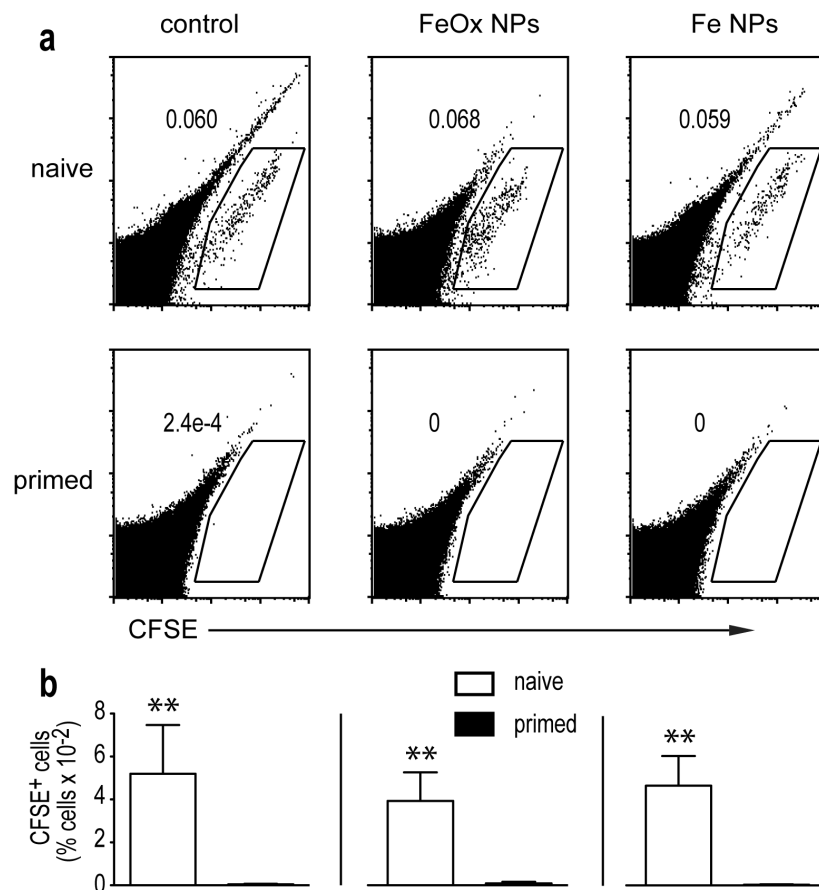 a
control FeOx NPs Fe NPs
naive 0.060 0.068 0.059
primed 2.4e-4 0 0
CFSE
b
naive
primed
CFSE+ cells
(% cells x 10-2)
8
6
4
2
0
** ** **